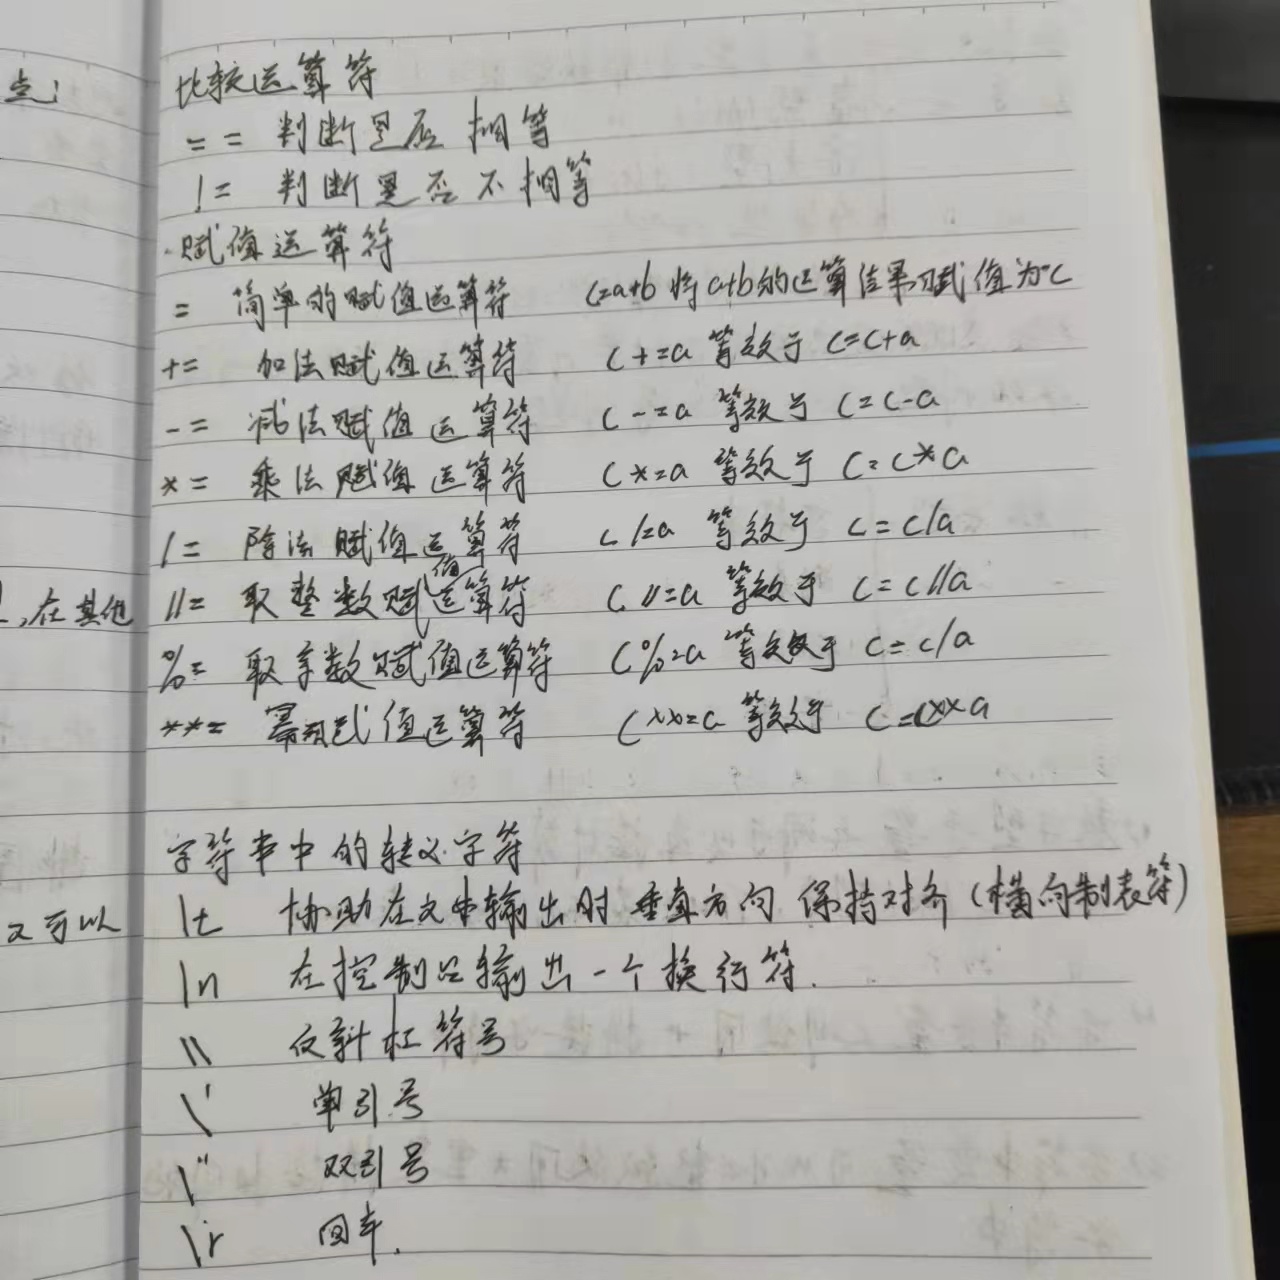 点:
比较运算符
== 判断是否相等
!= 判断是否不相等
赋值运算符
= 简单的赋值运算符 c=a+b 将a+b的运算结果赋值为c
+= 加法赋值运算符 c+=a 等效于 c=c+a
-= 减法赋值运算符 c-=a 等效于 c=c-a
*= 乘法赋值运算符 c*=a 等效于 c=c*a
/= 除法赋值运算符 c/=a 等效于 c=c/a
,在其他
//= 取整数赋值运算符 c//=a 等效于 c=c//a
%= 取余数赋值运算符 c%=a 等效于 c=c/a
**= 幂赋值运算符 c**=a 等效于 c=c**a
字符串中的转义字符
又可以
\t 协助在文中输出时 垂直方向 保持对齐 (横向制表符)
\n 在控制台输出一个换行符.
\\ 反斜杠符号
\' 单引号
\" 双引号
\r 回车.